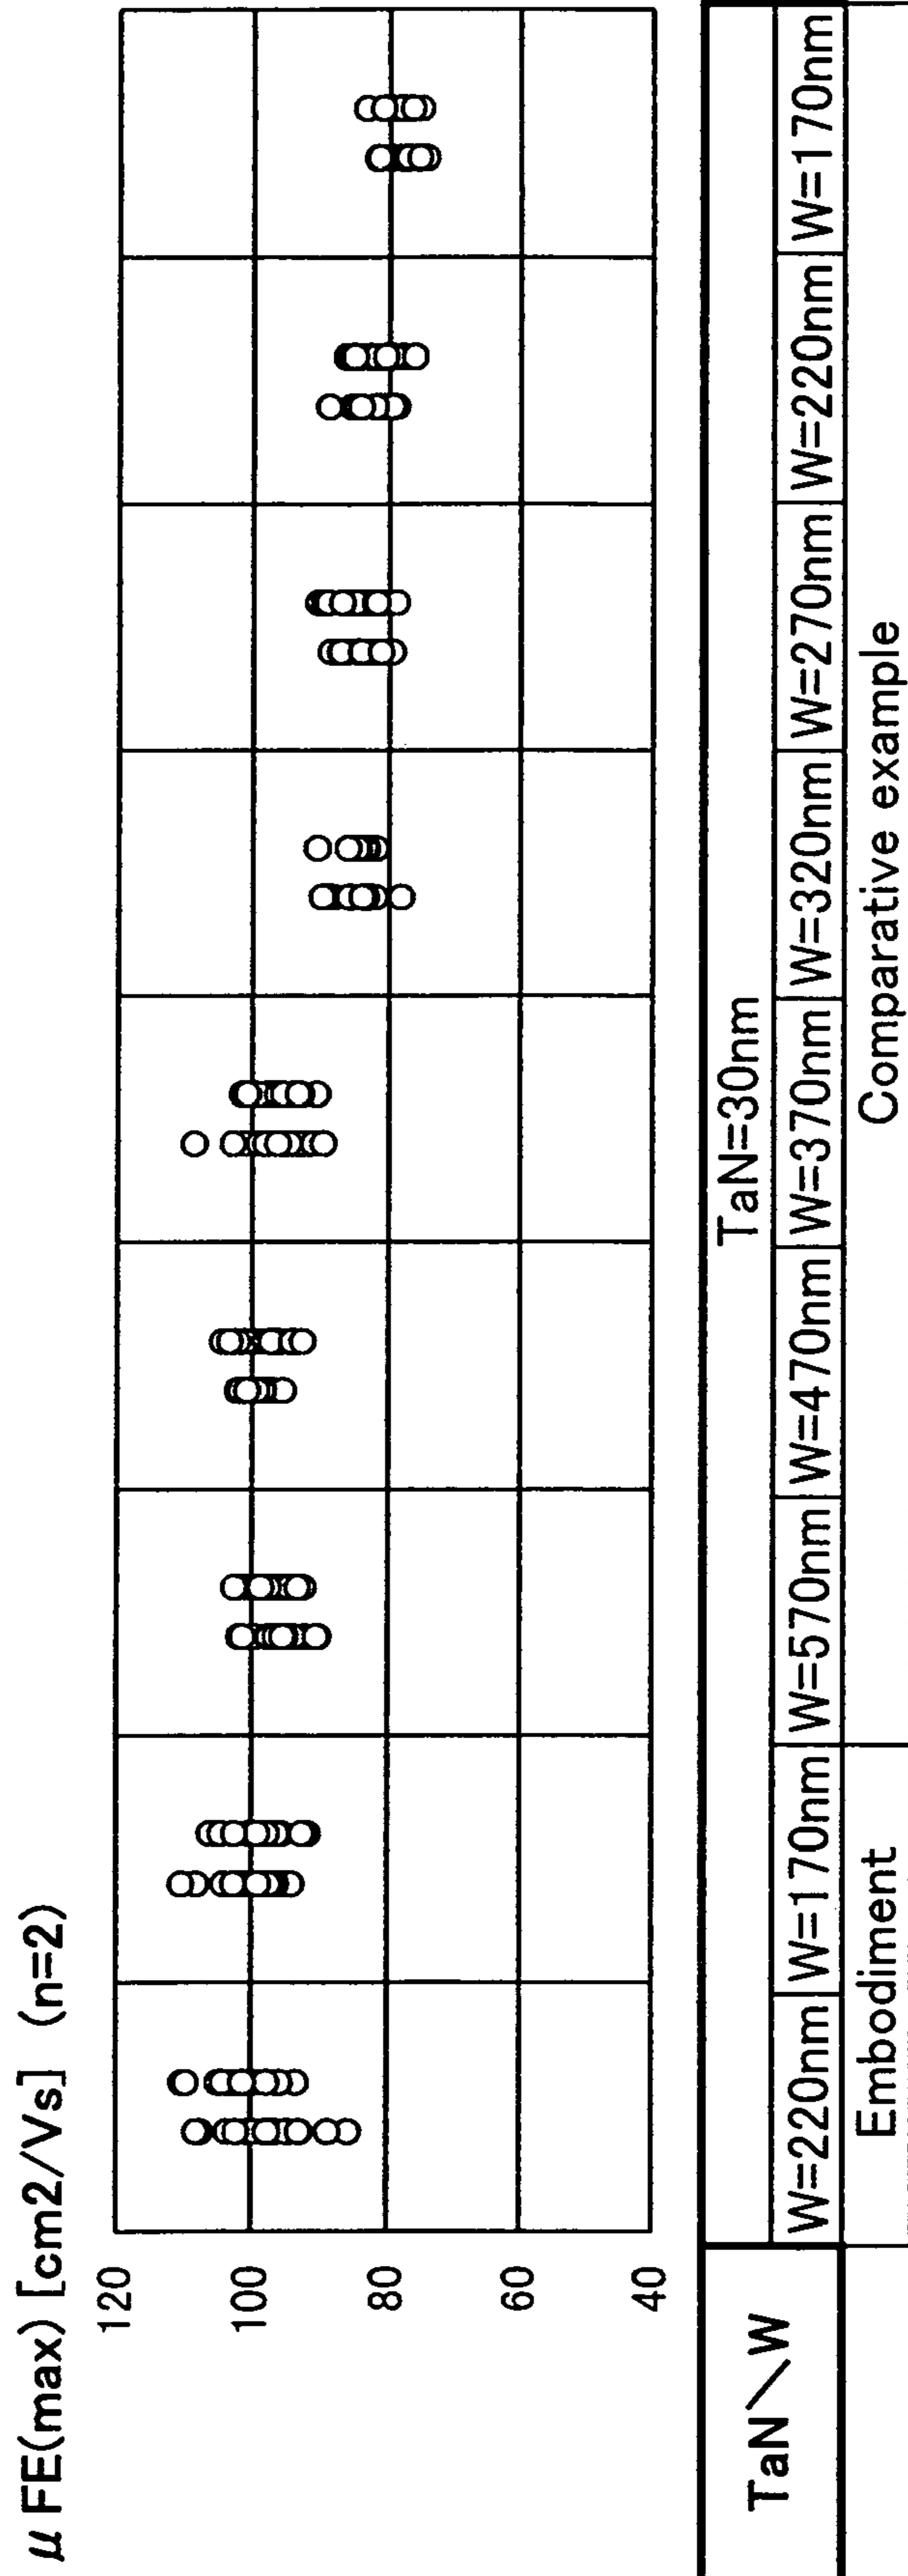 μ FE(max) [cm2/Vs] (n=2)
120
100
80
60
40
TaN\W
TaN=30nm
W=220nm
W=170nm
W=570nm
W=470nm
W=370nm
W=320nm
W=270nm
W=220nm
W=170nm
Embodiment
Comparative example